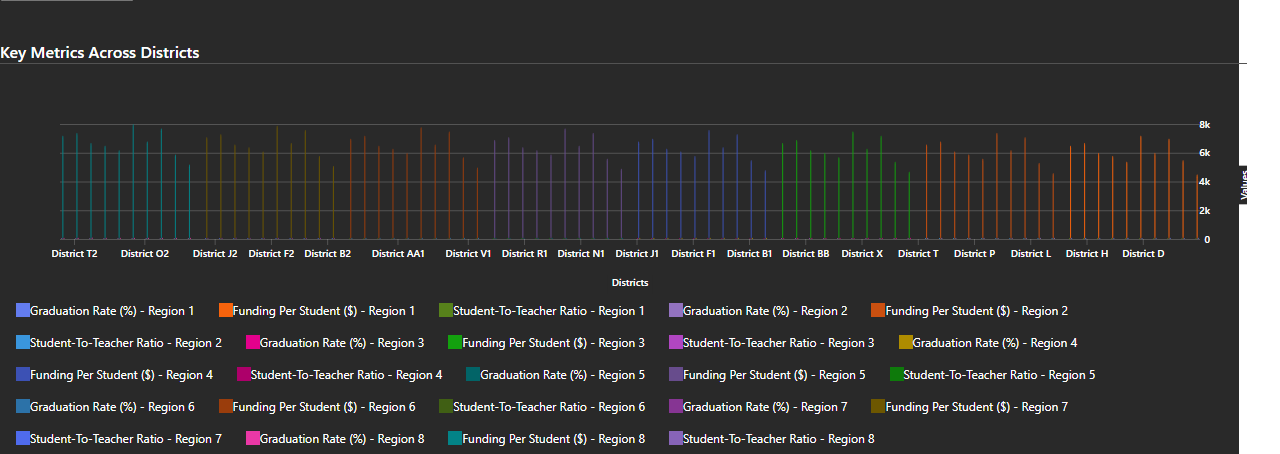 Key Metrics Across Districts
8k
6k
4k
2k
0
Values
District T2 District O2 District J2 District F2 District B2 District AA1 District V1 District R1 District N1 District J1 District F1 District B1 District BB District X District T District P District L District H District D
Districts
Graduation Rate (%) - Region 1 Funding Per Student ($) - Region 1 Student-To-Teacher Ratio - Region 1 Graduation Rate (%) - Region 2 Funding Per Student ($) - Region 2
Student-To-Teacher Ratio - Region 2 Graduation Rate (%) - Region 3 Funding Per Student ($) - Region 3 Student-To-Teacher Ratio - Region 3 Graduation Rate (%) - Region 4
Funding Per Student ($) - Region 4 Student-To-Teacher Ratio - Region 4 Graduation Rate (%) - Region 5 Funding Per Student ($) - Region 5 Student-To-Teacher Ratio - Region 5
Graduation Rate (%) - Region 6 Funding Per Student ($) - Region 6 Student-To-Teacher Ratio - Region 6 Graduation Rate (%) - Region 7 Funding Per Student ($) - Region 7
Student-To-Teacher Ratio - Region 7 Graduation Rate (%) - Region 8 Funding Per Student ($) - Region 8 Student-To-Teacher Ratio - Region 8